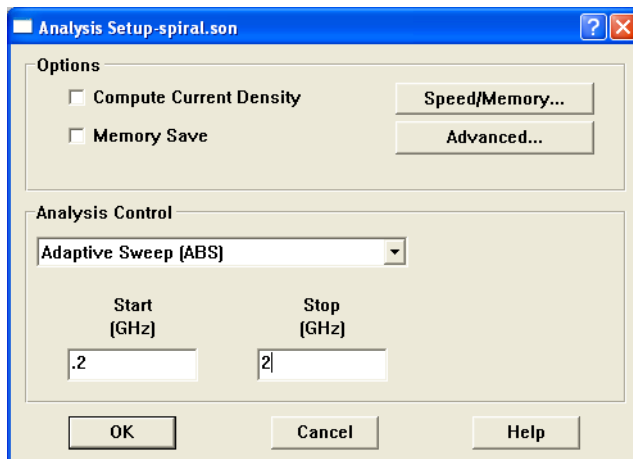 Analysis Setup-spiral.son
Options
Compute Current Density
Speed/Memory...
Memory Save
Advanced...
Analysis Control
Adaptive Sweep (ABS)
Start
(GHz)
Stop
(GHz)
.2
2
OK
Cancel
Help